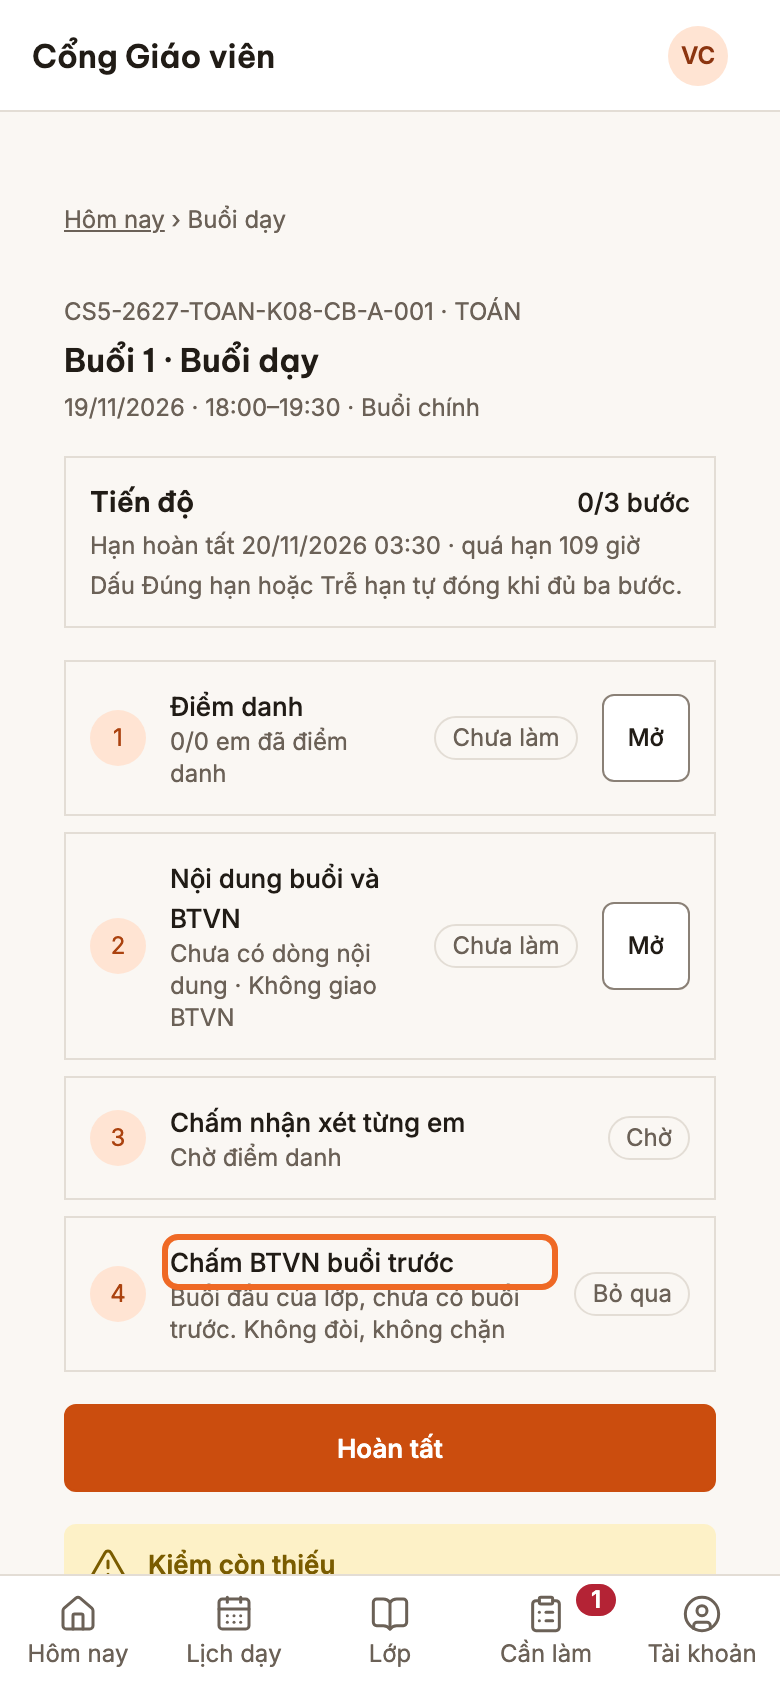 Cổng Giáo viên
VC
Hôm nay › Buổi dạy
CS5-2627-TOAN-K08-CB-A-001 · TOÁN
Buổi 1 · Buổi dạy
19/11/2026 · 18:00–19:30 · Buổi chính
Tiến độ
0/3 bước
Hạn hoàn tất 20/11/2026 03:30 · quá hạn 109 giờ
Dấu Đúng hạn hoặc Trễ hạn tự đóng khi đủ ba bước.
1
Điểm danh
0/0 em đã điểm
danh
Chưa làm
Mở
2
Nội dung buổi và
BTVN
Chưa có dòng nội
dung · Không giao
BTVN
Chưa làm
Mở
3
Chấm nhận xét từng em
Chờ điểm danh
Chờ
4
Chấm BTVN buổi trước
Buổi đầu của lớp, chưa có buổi
trước. Không đòi, không chặn
Bỏ qua
Hoàn tất
Kiểm còn thiếu
1
Hôm nay
Lịch dạy
Lớp
Cần làm
Tài khoản